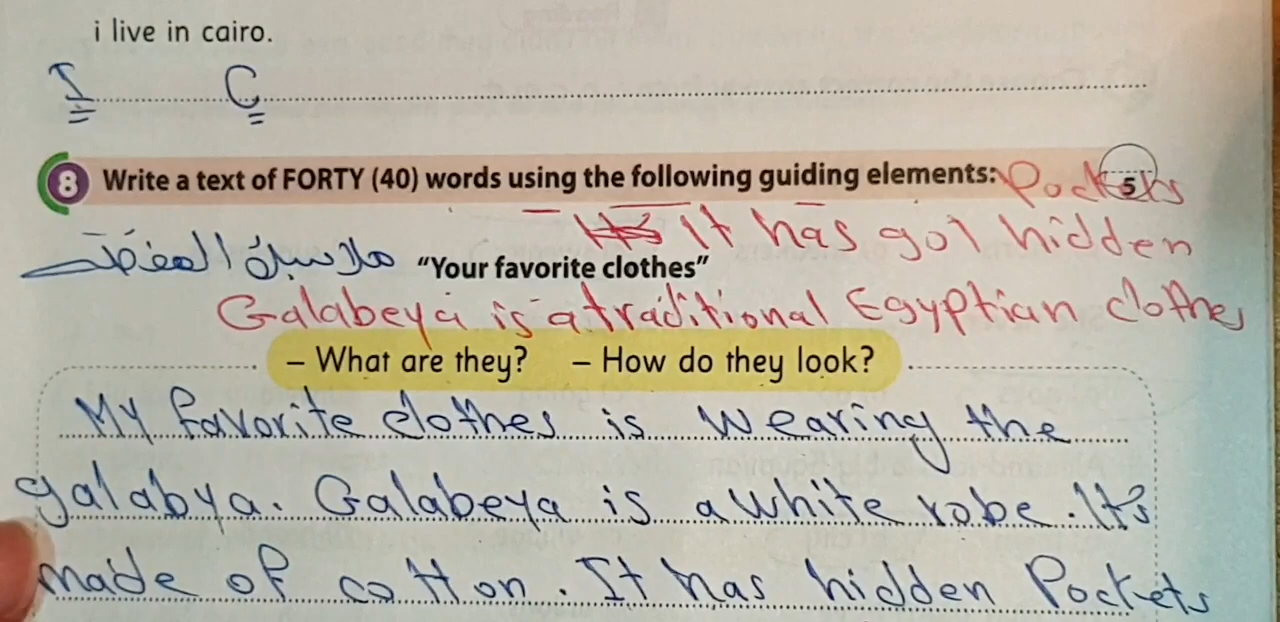 i live in cairo.
I C
8 Write a text of FORTY (40) words using the following guiding elements: Pockets
5
It has got hidden
ملابسك المفضلة "Your favorite clothes"
Galabeya is a traditional Egyptian clothes
– What are they? – How do they look?
My favorite clothes is wearing the
galabya. Galabeya is a white robe. It's
made of cotton. It has hidden Pockets